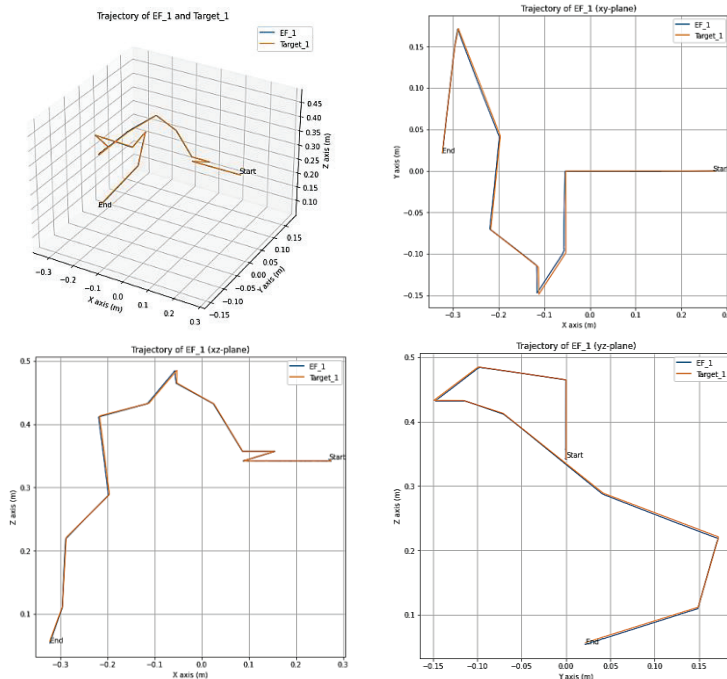 Trajectory of EF_1 and Target_1
EF_1
Target_1
Start
End
0.45
0.40
0.35
0.30
0.25
0.20
0.15
0.10
Z axis (m)
0.15
0.10
0.05
0.00
−0.05
−0.10
−0.15
Y axis (m)
−0.3
−0.2
−0.1
0.0
0.1
0.2
0.3
X axis (m)
Trajectory of EF_1 (xy-plane)
EF_1
Target_1
Start
End
0.15
0.10
0.05
0.00
−0.05
−0.10
−0.15
Y axis (m)
−0.3
−0.2
−0.1
0.0
0.1
0.2
0.3
X axis (m)
Trajectory of EF_1 (xz-plane)
EF_1
Target_1
Start
End
0.5
0.4
0.3
0.2
0.1
Z axis (m)
−0.3
−0.2
−0.1
0.0
0.1
0.2
0.3
X axis (m)
Trajectory of EF_1 (yz-plane)
EF_1
Target_1
Start
End
0.5
0.4
0.3
0.2
0.1
Z axis (m)
−0.15
−0.10
−0.05
0.00
0.05
0.10
0.15
Y axis (m)